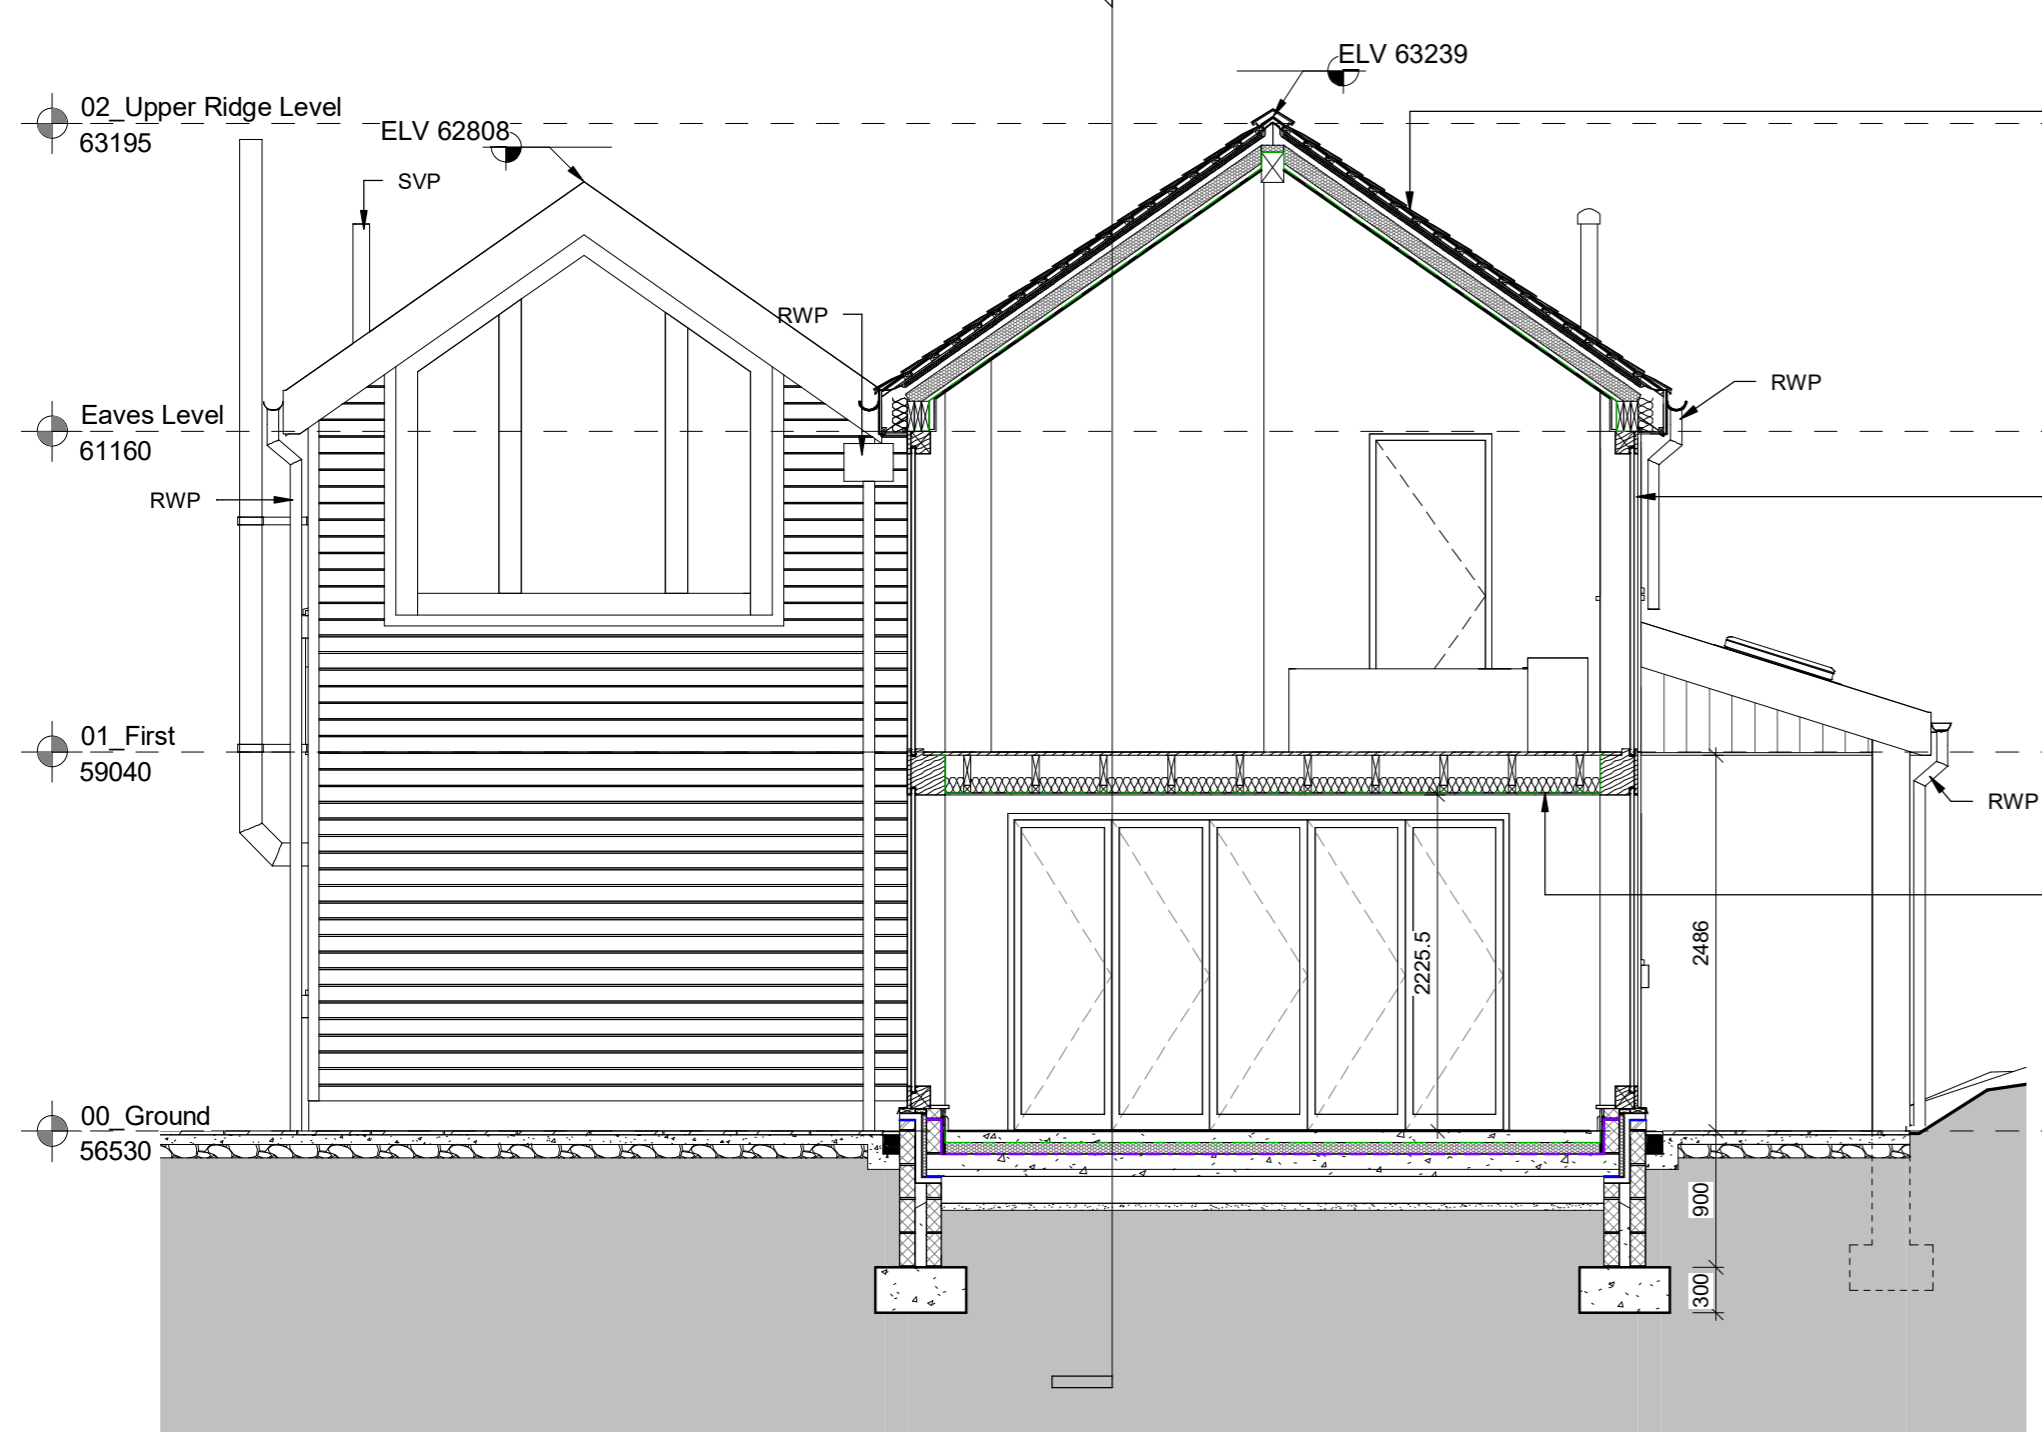 ELV 63239
02_Upper Ridge Level
63195
ELV 62808
SVP
RWP
RWP
Eaves Level
61160
RWP
01_First
59040
RWP
2225.5
2486
00_Ground
56530
900
300